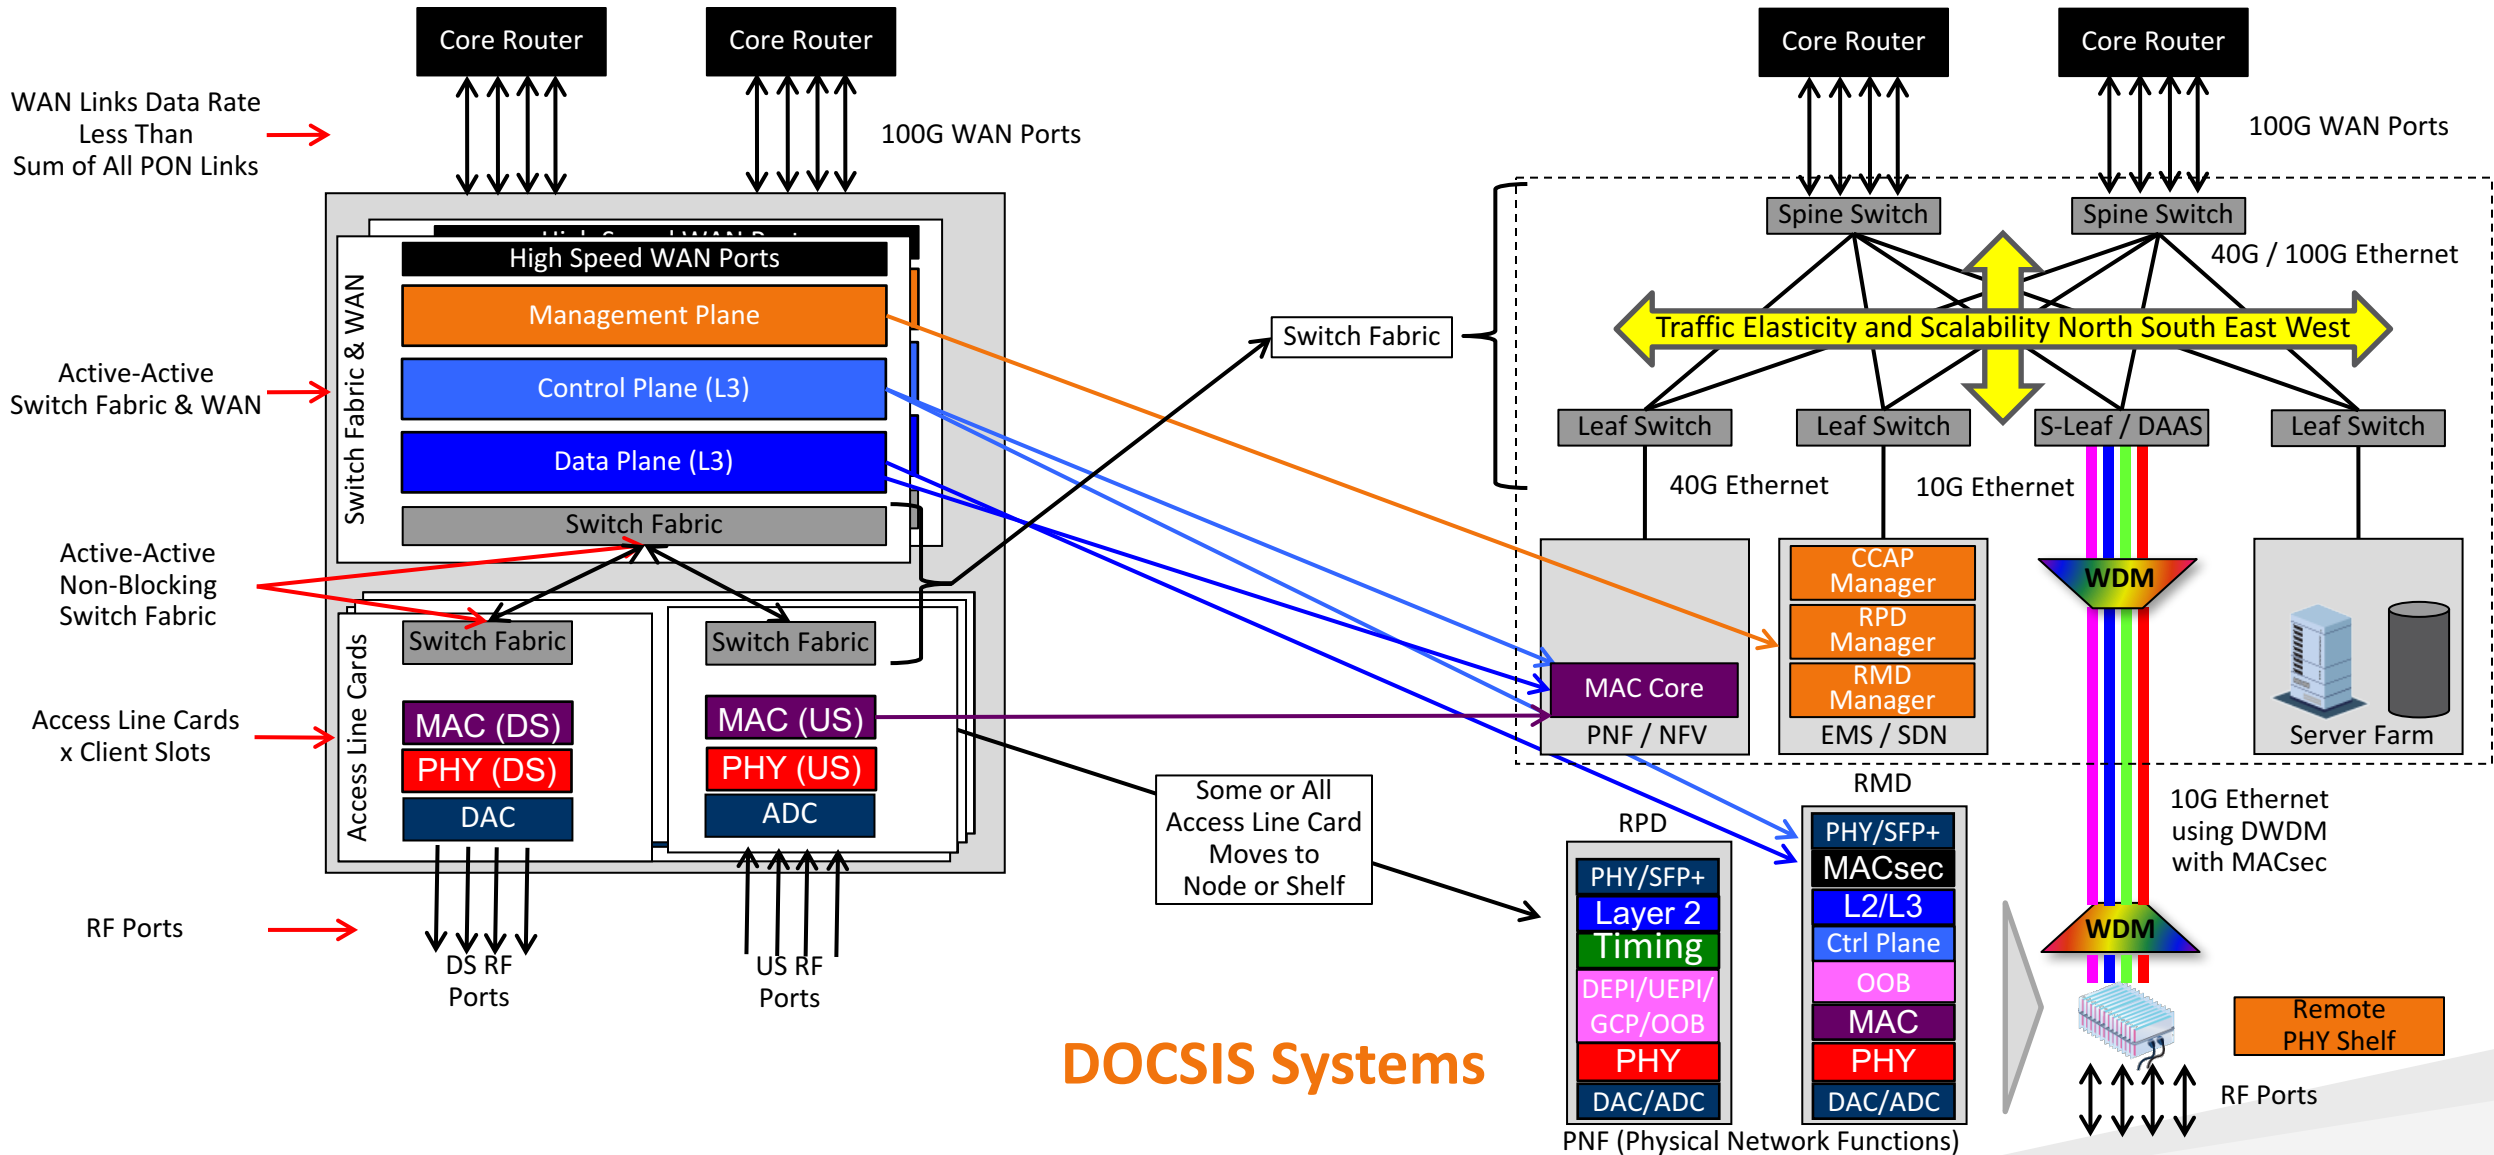 Core Router
Core Router
WAN Links Data Rate
Less Than
Sum of All PON Links
100G WAN Ports
High Speed WAN Ports
High Speed WAN Ports
Management Plane
Control Plane (L3)
Data Plane (L3)
Switch Fabric
Switch Fabric & WAN
Active-Active
Switch Fabric & WAN
Active-Active
Non-Blocking
Switch Fabric
Access Line Cards
x Client Slots
Access Line Cards
Switch Fabric
MAC (DS)
PHY (DS)
DAC
Switch Fabric
MAC (US)
PHY (US)
ADC
RF Ports
DS RF
Ports
US RF
Ports
Switch Fabric
Some or All
Access Line Card
Moves to
Node or Shelf
DOCSIS Systems
Core Router
Core Router
100G WAN Ports
Spine Switch
Spine Switch
40G / 100G Ethernet
Traffic Elasticity and Scalability North South East West
Leaf Switch
Leaf Switch
S-Leaf / DAAS
Leaf Switch
40G Ethernet
10G Ethernet
MAC Core
PNF / NFV
CCAP
Manager
RPD
Manager
RMD
Manager
EMS / SDN
WDM
Server Farm
RPD
PHY/SFP+
Layer 2
Timing
DEPI/UEPI/
GCP/OOB
PHY
DAC/ADC
RMD
PHY/SFP+
MACsec
L2/L3
Ctrl Plane
OOB
MAC
PHY
DAC/ADC
PNF (Physical Network Functions)
10G Ethernet
using DWDM
with MACsec
WDM
Remote
PHY Shelf
RF Ports